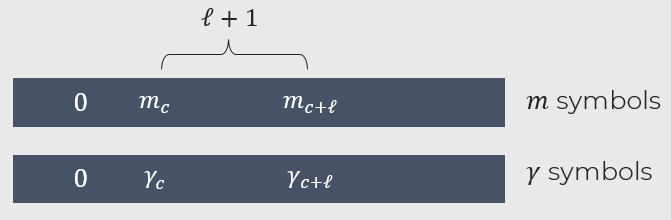 ℓ + 1
0 m_c m_{c+ℓ} m symbols
0 γ_c γ_{c+ℓ} γ symbols